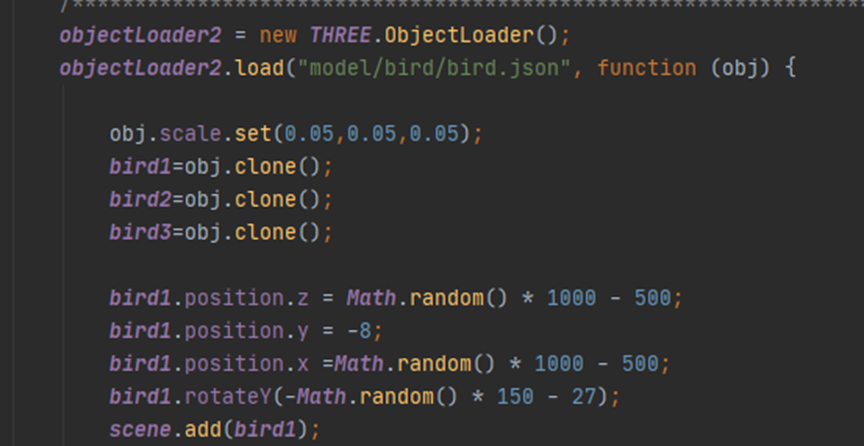 /****************************************************************
objectLoader2 = new THREE.ObjectLoader();
objectLoader2.load("model/bird/bird.json", function (obj) {
obj.scale.set(0.05,0.05,0.05);
bird1=obj.clone();
bird2=obj.clone();
bird3=obj.clone();
bird1.position.z = Math.random() * 1000 - 500;
bird1.position.y = -8;
bird1.position.x =Math.random() * 1000 - 500;
bird1.rotateY(-Math.random() * 150 - 27);
scene.add(bird1);